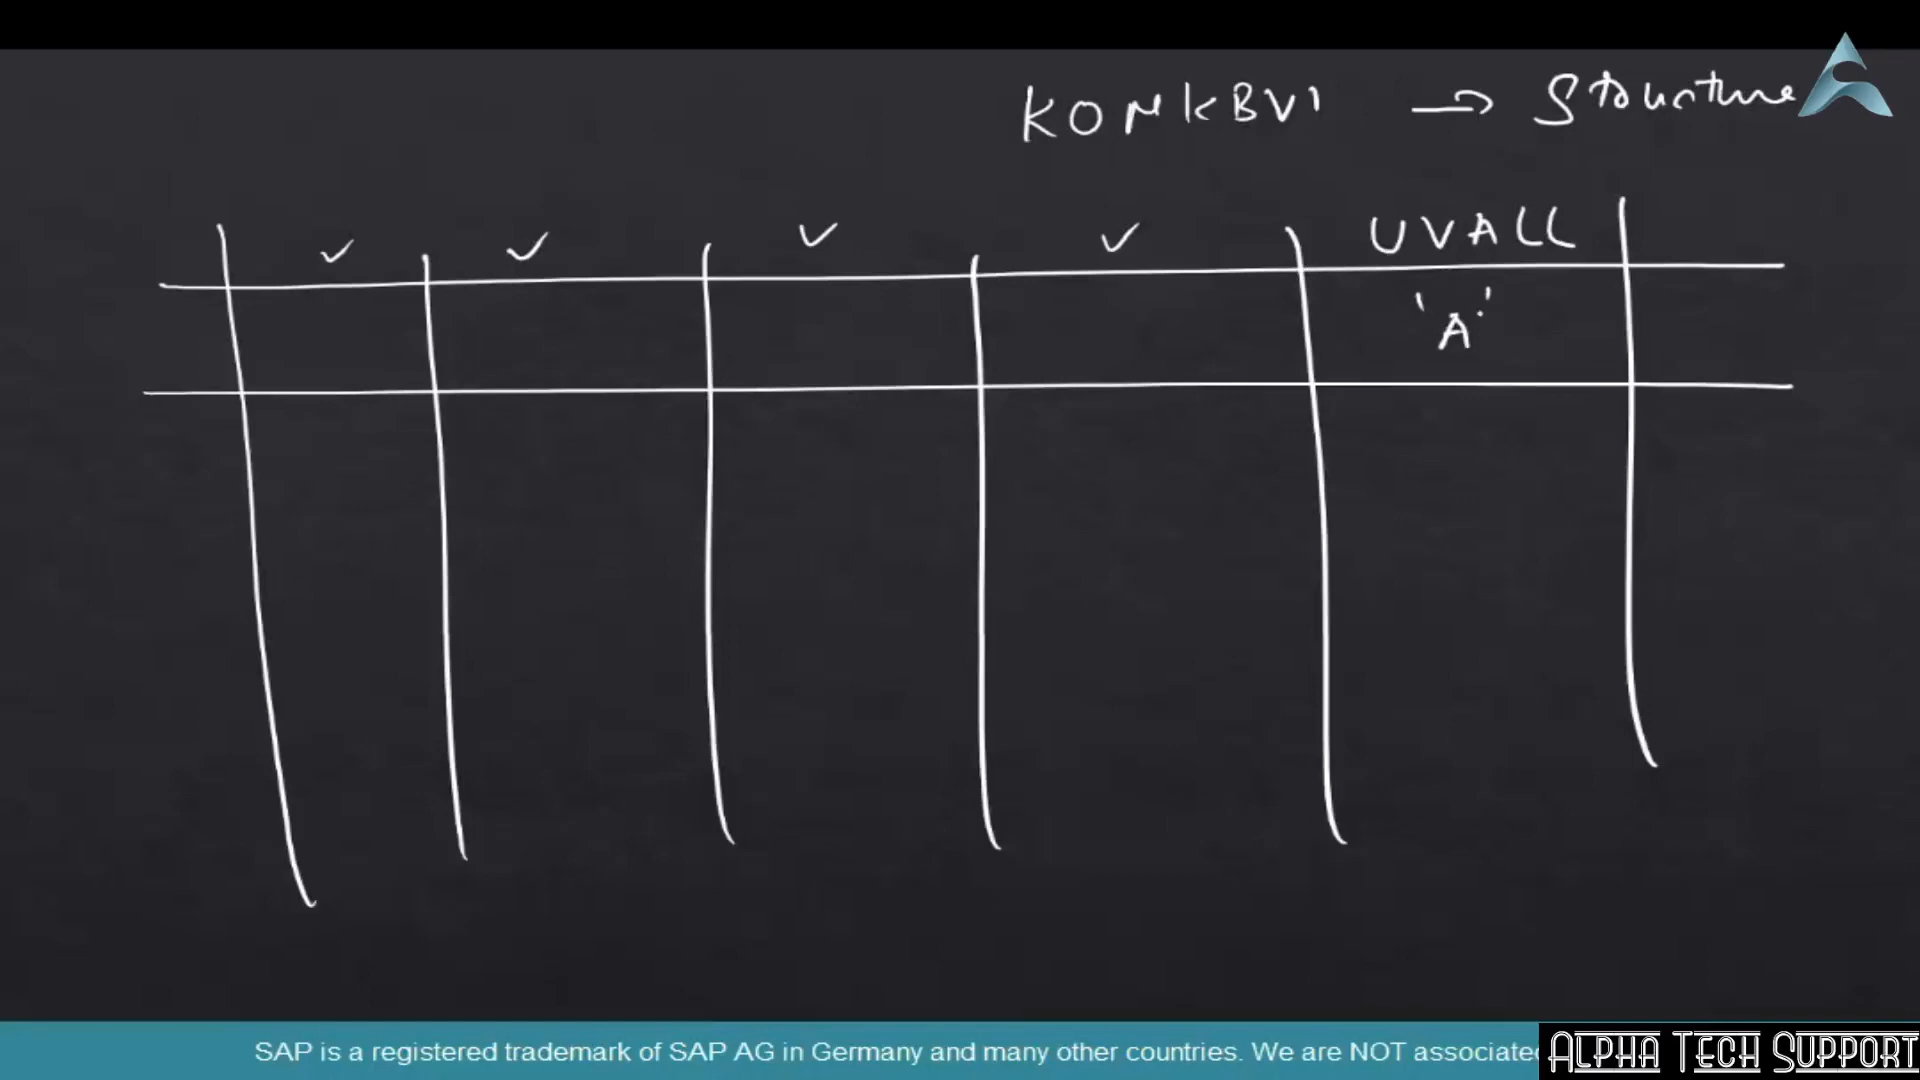 KOMKBV1 → Structure
✓ ✓ ✓ ✓ UVALL
'A'
SAP is a registered trademark of SAP AG in Germany and many other countries. We are NOT associate
ALPHA TECH SUPPORT